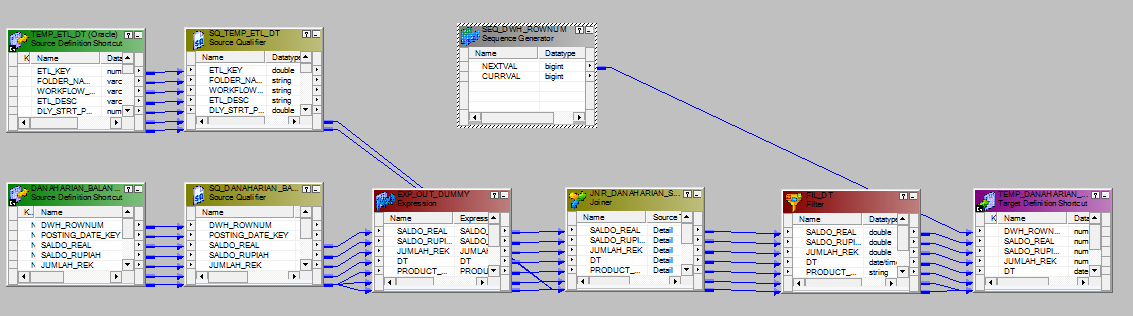 TEMP_ETL_DT (Oracle)
Source Definition Shortcut
K Name Data
ETL_KEY num
FOLDER_NA... varc
WORKFLOW_... varc
ETL_DESC varc
DLY_STRT_P... num
SQ_TEMP_ETL_DT
Source Qualifier
Name Datatype
ETL_KEY double
FOLDER_NA... string
WORKFLOW_... string
ETL_DESC string
DLY_STRT_P... double
SEQ_DWH_ROWNUM
Sequence Generator
Name Datatype
NEXTVAL bigint
CURRVAL bigint
DANAHARIAN_BALAN...
Source Definition Shortcut
K.. Name
N DWH_ROWNUM
N POSTING_DATE_KEY
N SALDO_REAL
N SALDO_RUPIAH
N JUMLAH_REK
SQ_DANAHARIAN_BA...
Source Qualifier
Name
DWH_ROWNUM
POSTING_DATE_KEY
SALDO_REAL
SALDO_RUPIAH
JUMLAH_REK
EXP_OUT_DUMMY
Expression
Name Express
SALDO_REAL SALDO_
SALDO_RUPI... SALDO_
JUMLAH_REK JUMLAH
DT DT
PRODUCT_... PRODU
JNR_DANAHARIAN_S...
Joiner
Name Source T
SALDO_REAL Detail
SALDO_RUPI... Detail
JUMLAH_REK Detail
DT Detail
PRODUCT_... Detail
FIL_DT
Filter
Name Datatyp
SALDO_REAL double
SALDO_RUPI... double
JUMLAH_REK double
DT date/time
PRODUCT_... string
TEMP_DANAHARIAN_...
Target Definition Shortcut
K Name Data
DWH_ROWN... num
SALDO_REAL num
SALDO_RUPI... num
JUMLAH_REK num
DT date